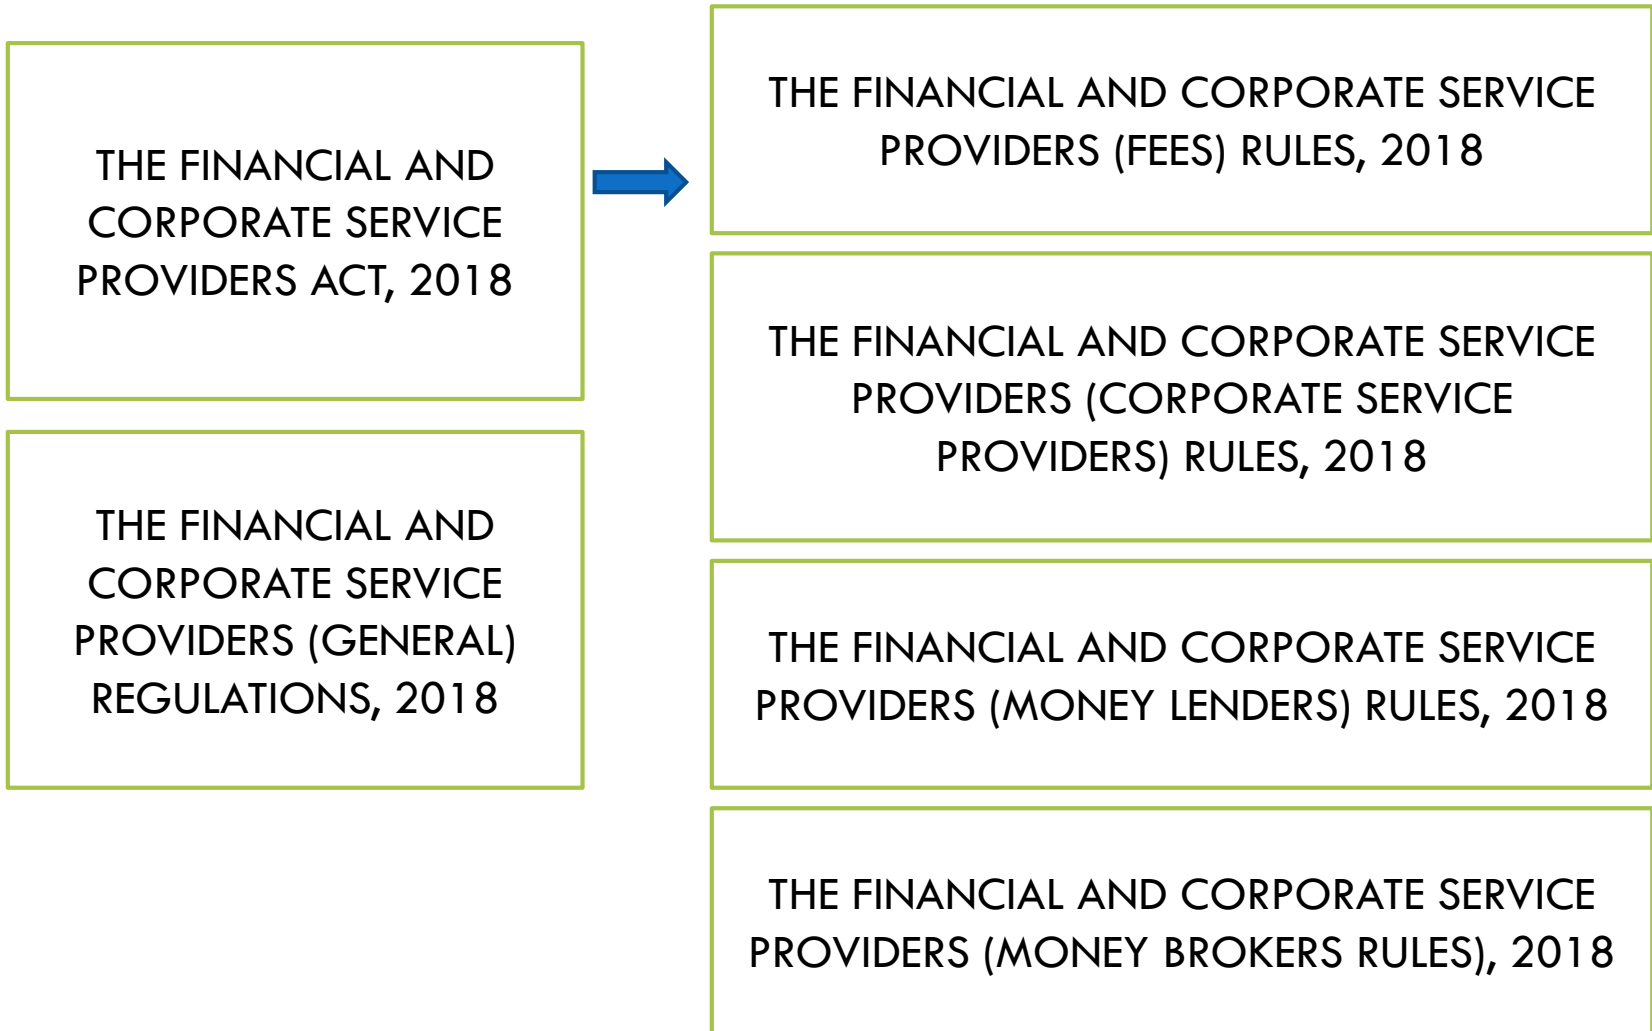 THE FINANCIAL AND
CORPORATE SERVICE
PROVIDERS ACT, 2018
THE FINANCIAL AND
CORPORATE SERVICE
PROVIDERS (GENERAL)
REGULATIONS, 2018
THE FINANCIAL AND CORPORATE SERVICE
PROVIDERS (FEES) RULES, 2018
THE FINANCIAL AND CORPORATE SERVICE
PROVIDERS (CORPORATE SERVICE
PROVIDERS) RULES, 2018
THE FINANCIAL AND CORPORATE SERVICE
PROVIDERS (MONEY LENDERS) RULES, 2018
THE FINANCIAL AND CORPORATE SERVICE
PROVIDERS (MONEY BROKERS RULES), 2018